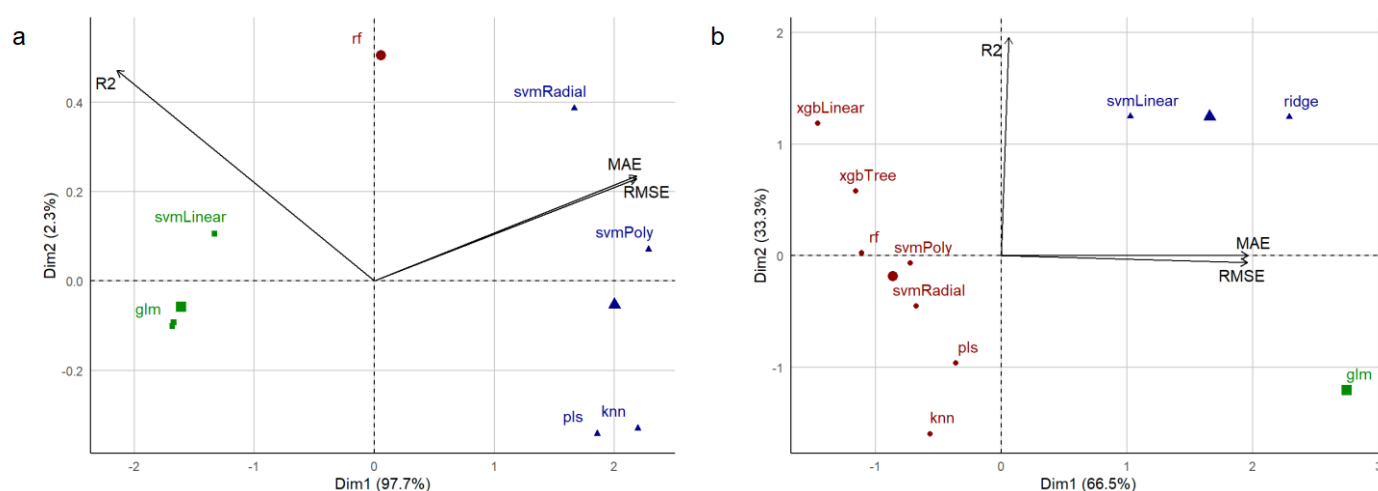 a
rf
R2
svmRadial
MAE
RMSE
svmLinear
svmPoly
glm
pls
knn
0.4
0.2
0.0
-0.2
Dim2 (2.3%)
-2
-1
0
1
2
Dim1 (97.7%)
b
R2
xgbLinear
svmLinear
ridge
xgbTree
rf
svmPoly
MAE
RMSE
svmRadial
pls
glm
knn
2
1
0
-1
Dim2 (33.3%)
-1
0
1
2
3
Dim1 (66.5%)